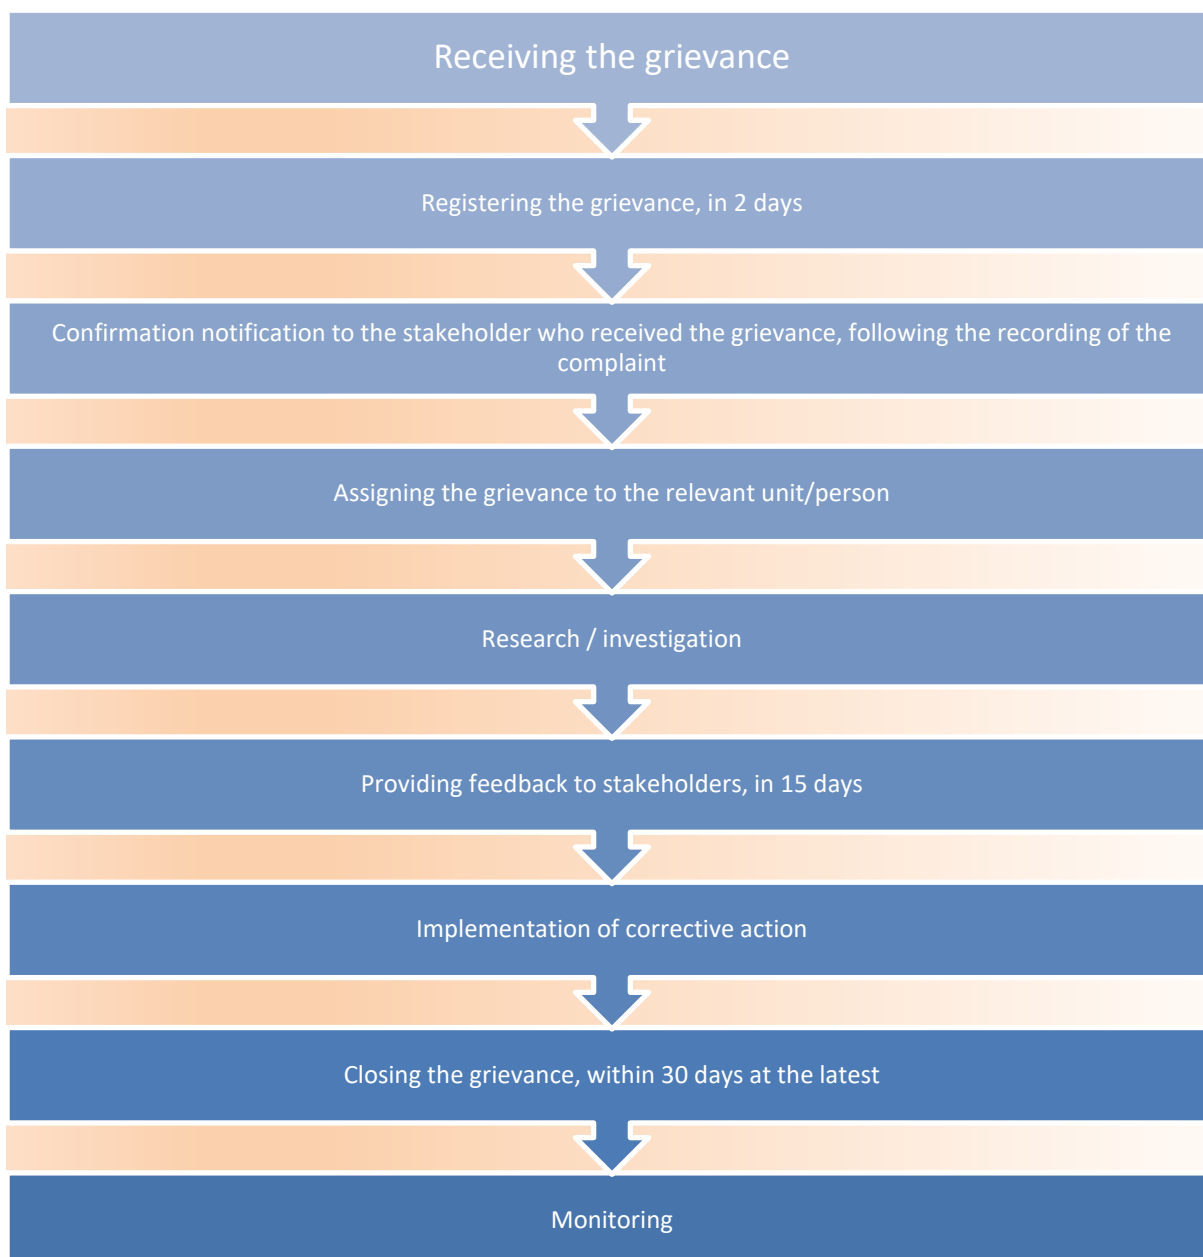 Receiving the grievance
Registering the grievance, in 2 days
Confirmation notification to the stakeholder who received the grievance, following the recording of the
complaint
Assigning the grievance to the relevant unit/person
Research / investigation
Providing feedback to stakeholders, in 15 days
Implementation of corrective action
Closing the grievance, within 30 days at the latest
Monitoring